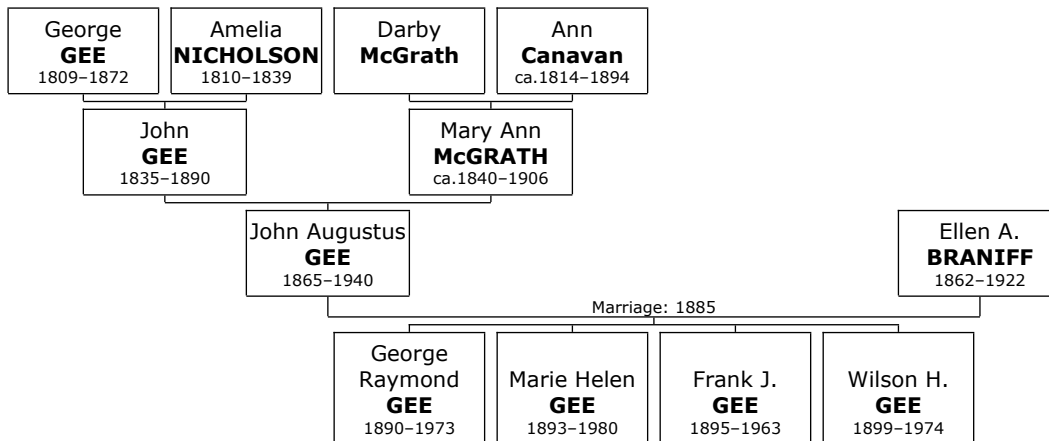 George
GEE
1809–1872
Amelia
NICHOLSON
1810–1839
Darby
McGrath
Ann
Canavan
ca.1814–1894
John
GEE
1835–1890
Mary Ann
McGRATH
ca.1840–1906
John Augustus
GEE
1865–1940
Ellen A.
BRANIFF
1862–1922
Marriage: 1885
George
Raymond
GEE
1890–1973
Marie Helen
GEE
1893–1980
Frank J.
GEE
1895–1963
Wilson H.
GEE
1899–1974